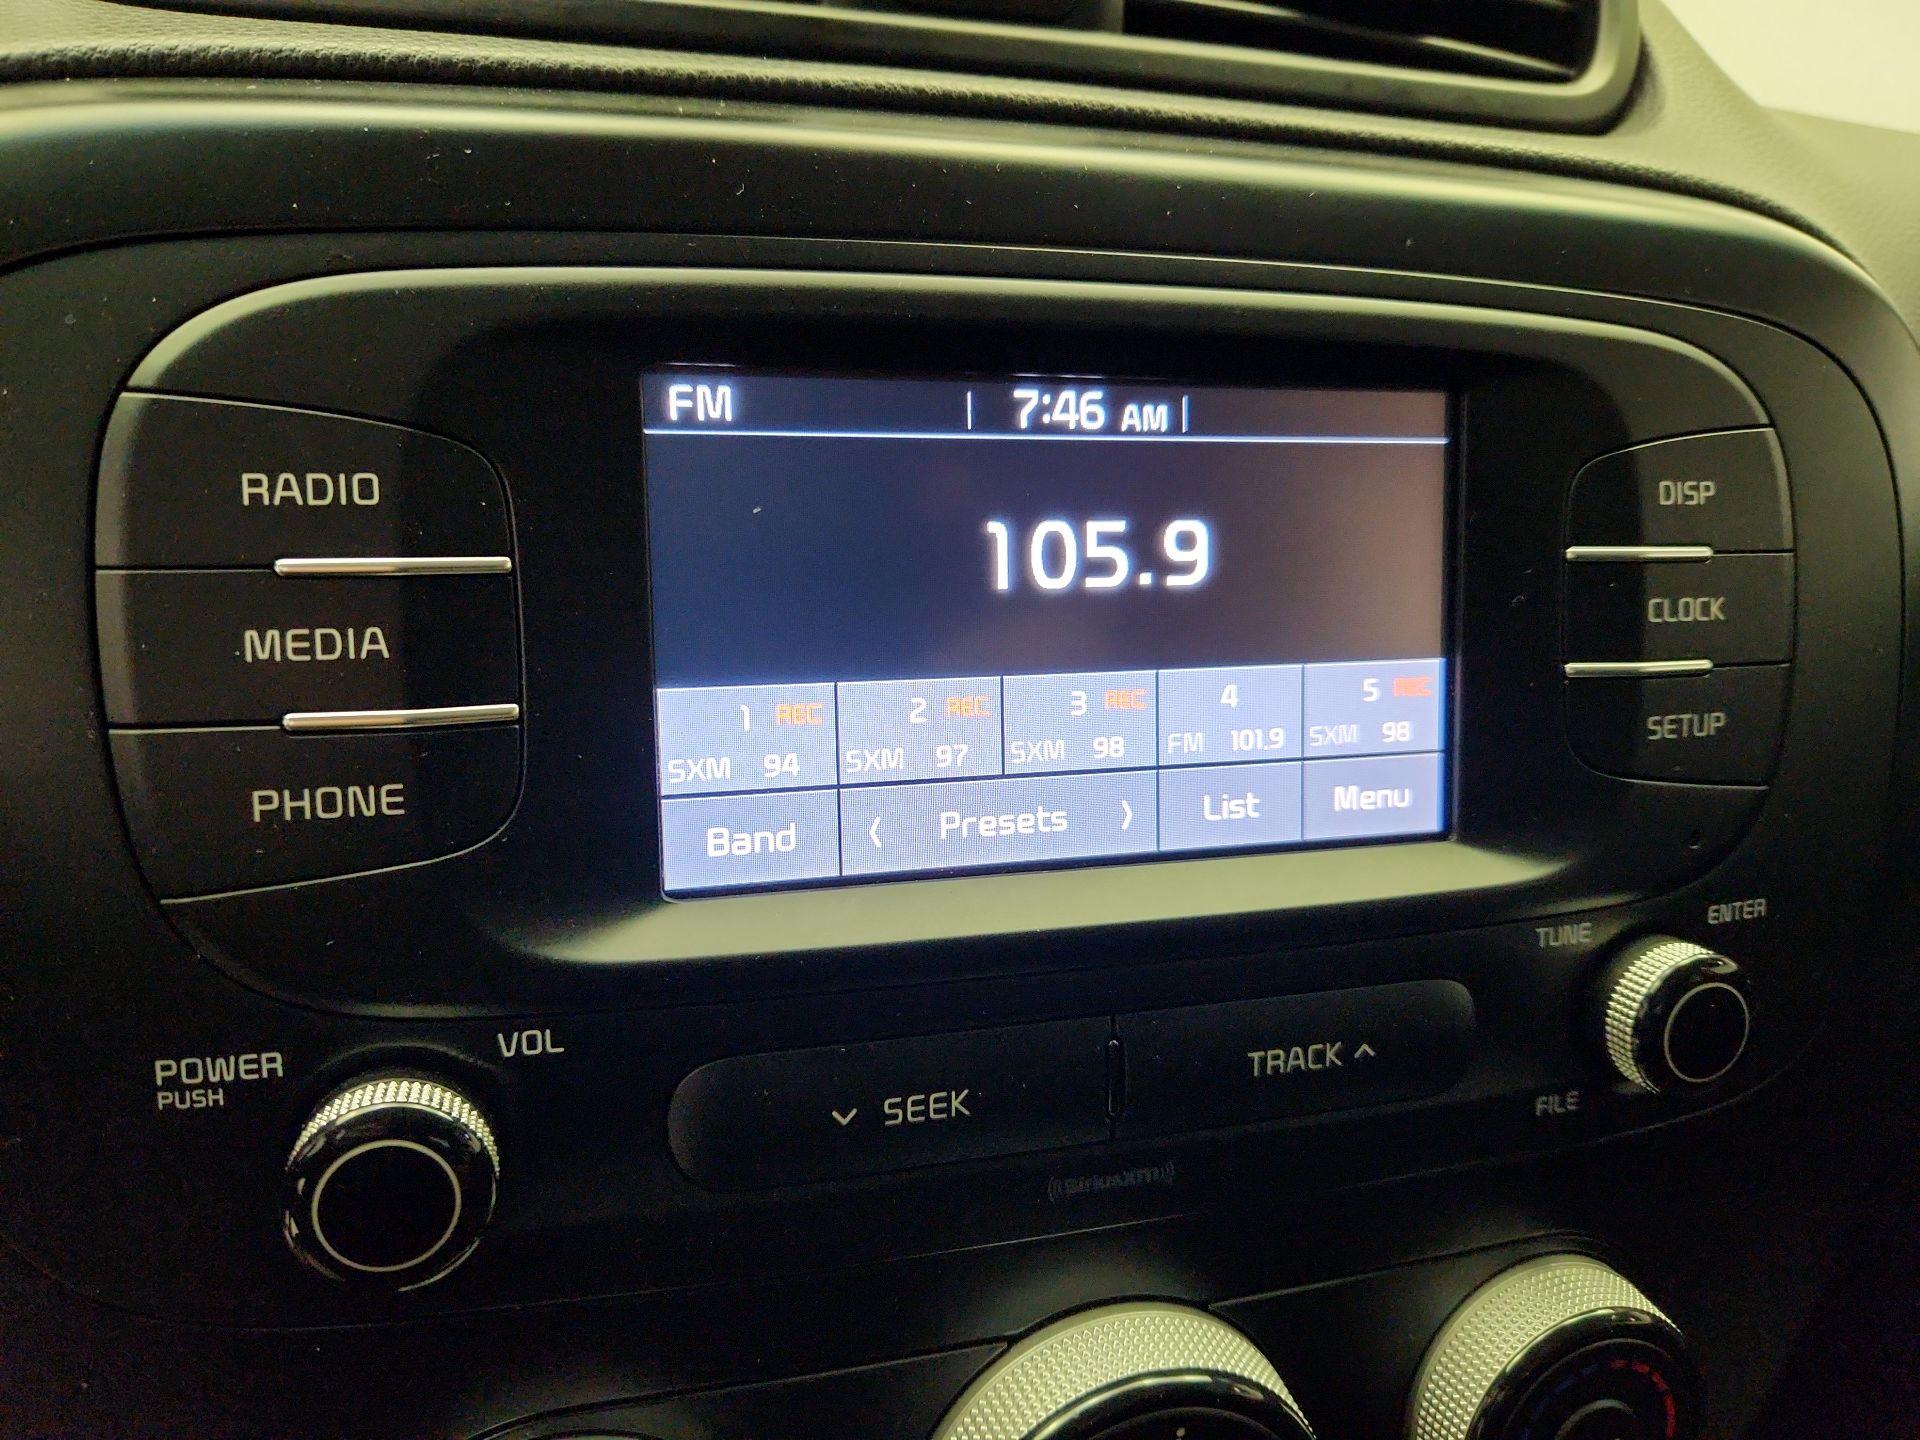 FM 7:46 AM
105.9
1 REC 2 REC 3 REC 4 5 REC
SXM 94 SXM 97 SXM 98 FM 101.9 SXM 98
Band < Presets > List Menu
RADIO
MEDIA
PHONE
DISP
CLOCK
SETUP
POWER
PUSH
VOL
SEEK
TRACK
TUNE
ENTER
FILE
((SiriusXM))